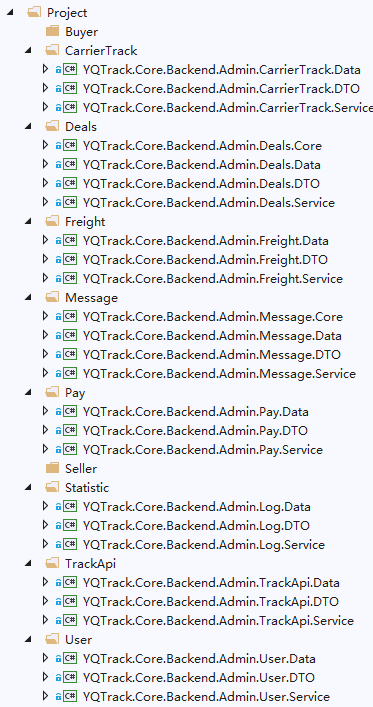 Project
Buyer
CarrierTrack
C# YQTrack.Core.Backend.Admin.CarrierTrack.Data
C# YQTrack.Core.Backend.Admin.CarrierTrack.DTO
C# YQTrack.Core.Backend.Admin.CarrierTrack.Service
Deals
C# YQTrack.Core.Backend.Admin.Deals.Core
C# YQTrack.Core.Backend.Admin.Deals.Data
C# YQTrack.Core.Backend.Admin.Deals.DTO
C# YQTrack.Core.Backend.Admin.Deals.Service
Freight
C# YQTrack.Core.Backend.Admin.Freight.Data
C# YQTrack.Core.Backend.Admin.Freight.DTO
C# YQTrack.Core.Backend.Admin.Freight.Service
Message
C# YQTrack.Core.Backend.Admin.Message.Core
C# YQTrack.Core.Backend.Admin.Message.Data
C# YQTrack.Core.Backend.Admin.Message.DTO
C# YQTrack.Core.Backend.Admin.Message.Service
Pay
C# YQTrack.Core.Backend.Admin.Pay.Data
C# YQTrack.Core.Backend.Admin.Pay.DTO
C# YQTrack.Core.Backend.Admin.Pay.Service
Seller
Statistic
C# YQTrack.Core.Backend.Admin.Log.Data
C# YQTrack.Core.Backend.Admin.Log.DTO
C# YQTrack.Core.Backend.Admin.Log.Service
TrackApi
C# YQTrack.Core.Backend.Admin.TrackApi.Data
C# YQTrack.Core.Backend.Admin.TrackApi.DTO
C# YQTrack.Core.Backend.Admin.TrackApi.Service
User
C# YQTrack.Core.Backend.Admin.User.Data
C# YQTrack.Core.Backend.Admin.User.DTO
C# YQTrack.Core.Backend.Admin.User.Service